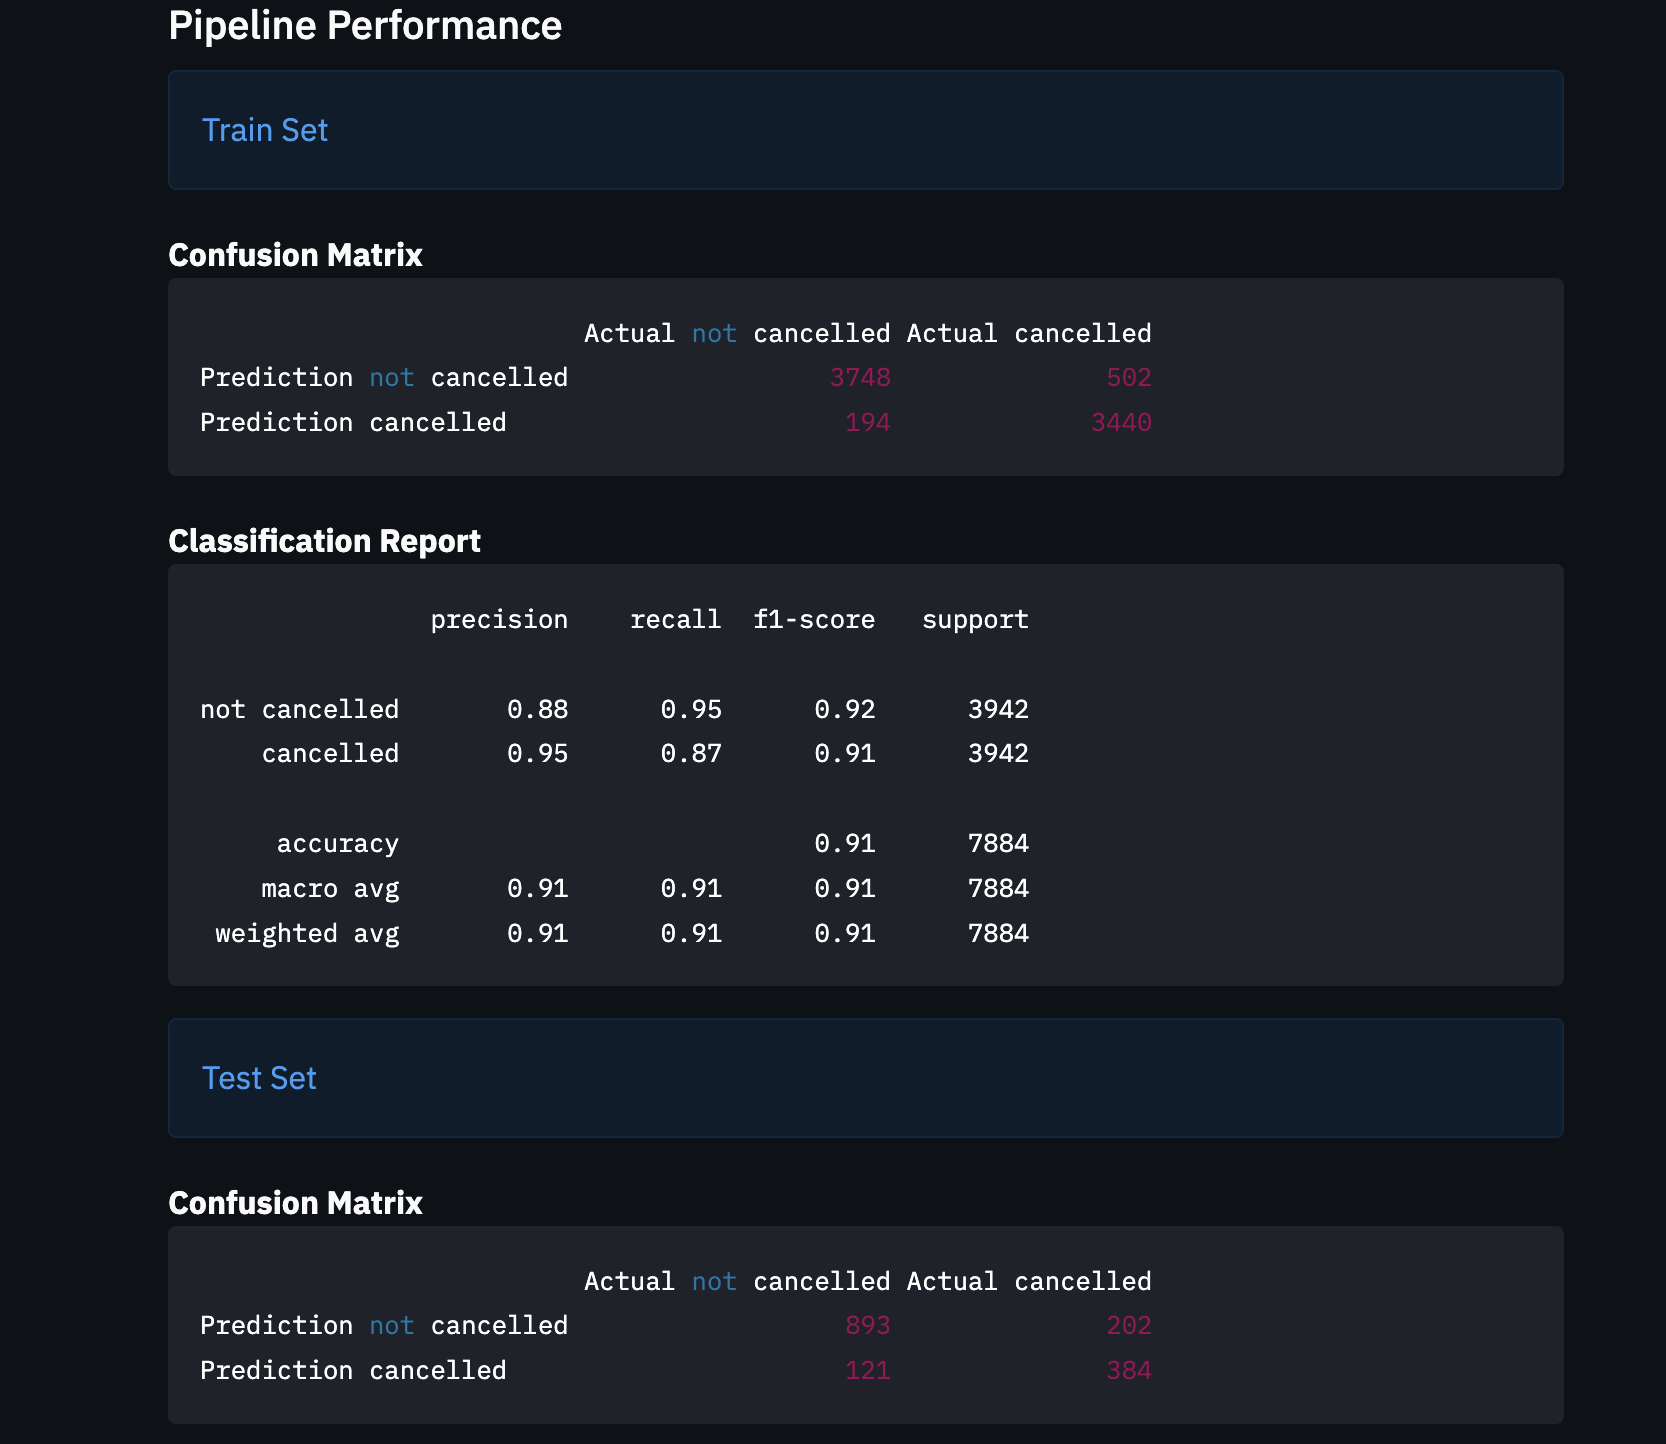 Pipeline Performance
Train Set
Confusion Matrix
Actual not cancelled Actual cancelled
Prediction not cancelled 3748 502
Prediction cancelled 194 3440
Classification Report
precision recall f1-score support
not cancelled 0.88 0.95 0.92 3942
cancelled 0.95 0.87 0.91 3942
accuracy 0.91 7884
macro avg 0.91 0.91 0.91 7884
weighted avg 0.91 0.91 0.91 7884
Test Set
Confusion Matrix
Actual not cancelled Actual cancelled
Prediction not cancelled 893 202
Prediction cancelled 121 384